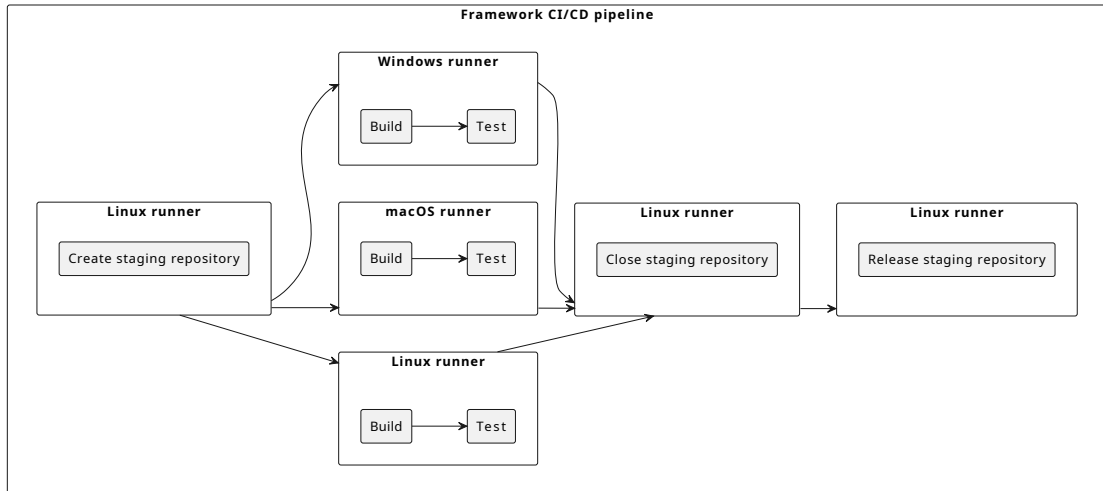 Framework CI/CD pipeline
Windows runner
Build
Test
Linux runner
Create staging repository
macOS runner
Build
Test
Linux runner
Close staging repository
Linux runner
Release staging repository
Linux runner
Build
Test